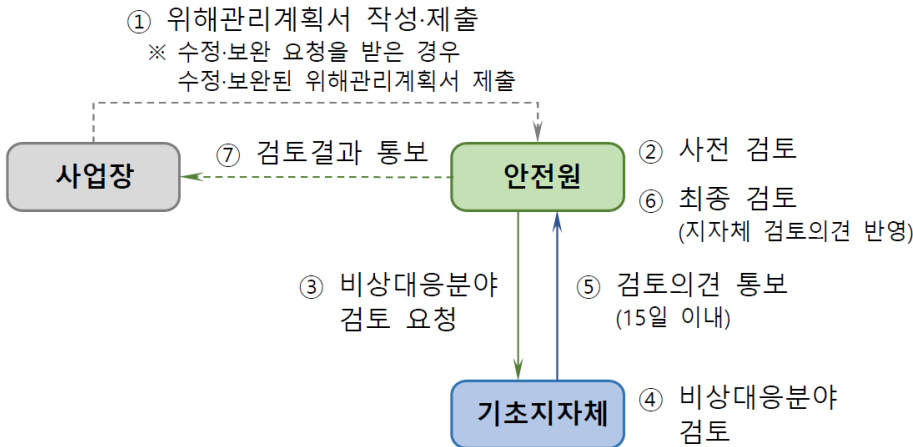 ① 위해관리계획서 작성·제출
※ 수정·보완 요청을 받은 경우
수정·보완된 위해관리계획서 제출
사업장
⑦ 검토결과 통보
안전원
② 사전 검토
⑥ 최종 검토
(지자체 검토의견 반영)
③ 비상대응분야
검토 요청
⑤ 검토의견 통보
(15일 이내)
기초지자체
④ 비상대응분야
검토